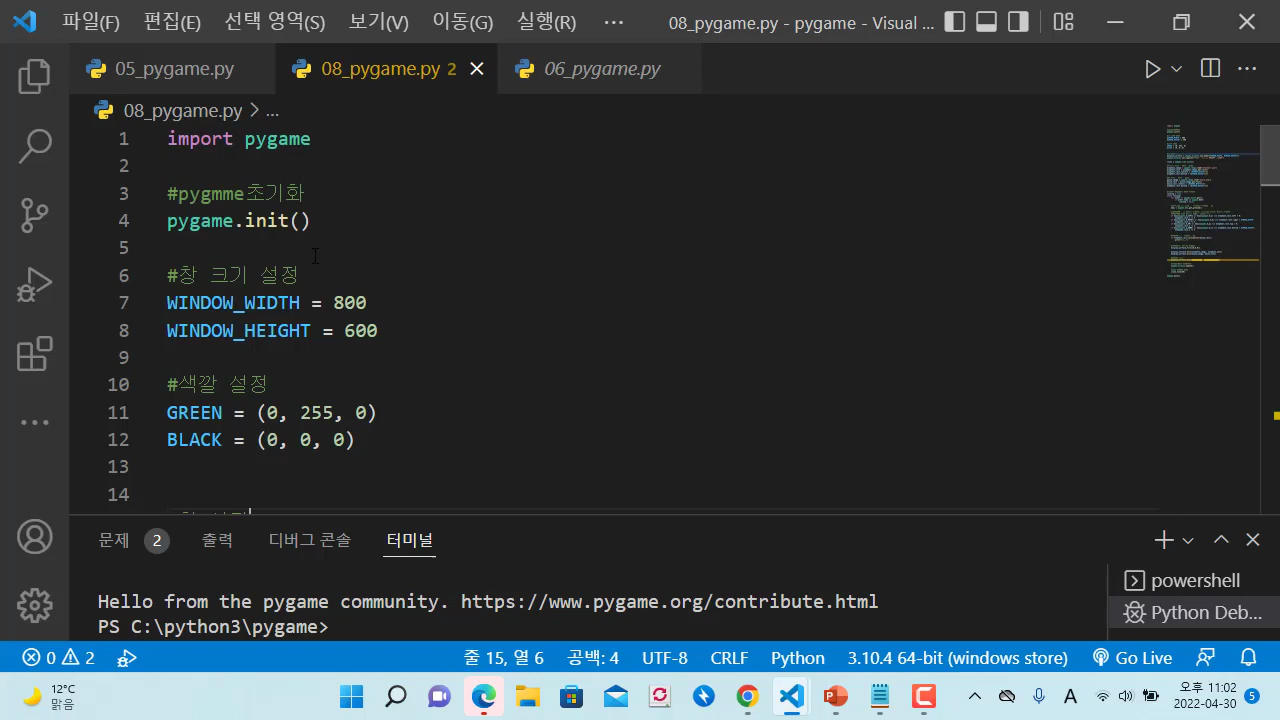 파일(F) 편집(E) 선택 영역(S) 보기(V) 이동(G) 실행(R) ··· 08_pygame.py - pygame - Visual ...
05_pygame.py 08_pygame.py 2 06_pygame.py
08_pygame.py > ...
1 import pygame
2
3 #pygmme초기화
4 pygame.init()
5
6 #창 크기 설정
7 WINDOW_WIDTH = 800
8 WINDOW_HEIGHT = 600
9
10 #색깔 설정
11 GREEN = (0, 255, 0)
12 BLACK = (0, 0, 0)
13
14
문제 2 출력 디버그 콘솔 터미널
powershell
Hello from the pygame community. https://www.pygame.org/contribute.html
Python Deb...
PS C:\python3\pygame>
0 2 줄 15, 열 6 공백: 4 UTF-8 CRLF Python 3.10.4 64-bit (windows store) Go Live
12°C
맑음
A
오후 11:02
2022-04-30
5